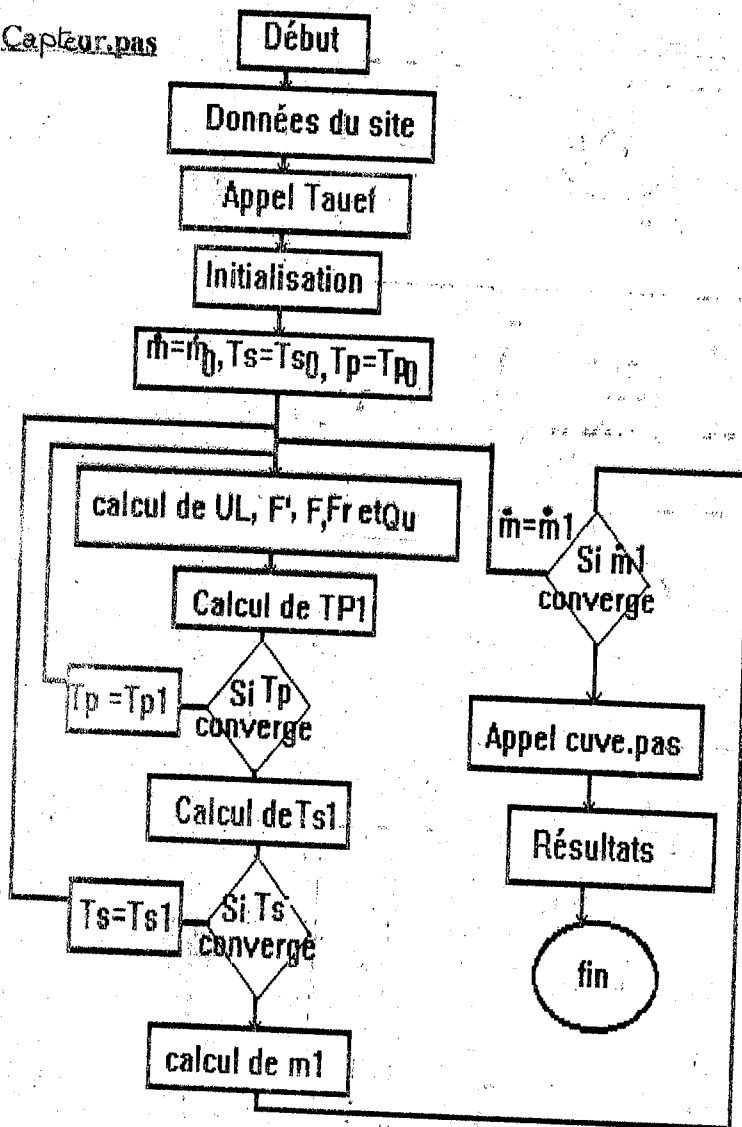 Capteur.pas
Début
Données du site
Appel Tauef
Initialisation
ṁ=ṁ0, Ts=Ts0, Tp=Tp0
calcul de UL, F', F,Fr etQu
Calcul de TP1
Si Tp
converge
Tp =Tp1
Calcul deTs1
Si Ts
converge
Ts=Ts1
calcul de m1
ṁ=ṁ1
Si ṁ1
converge
Appel cuve.pas
Résultats
fin